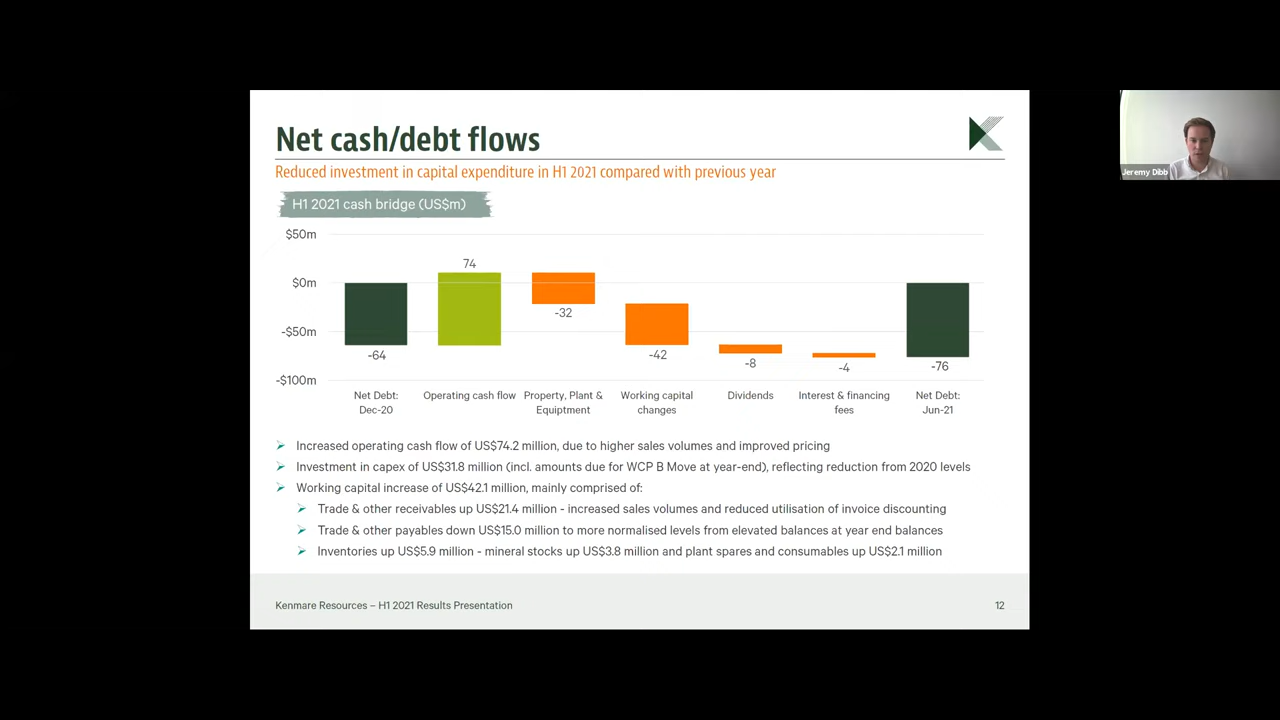 Net cash/debt flows
Reduced investment in capital expenditure in H1 2021 compared with previous year
H1 2021 cash bridge (US$m)
$50m
$0m
-$50m
-$100m
-64
74
-32
-42
-8
-4
-76
Net Debt:
Dec-20
Operating cash flow
Property, Plant &
Equiptment
Working capital
changes
Dividends
Interest & financing
fees
Net Debt:
Jun-21
Increased operating cash flow of US$74.2 million, due to higher sales volumes and improved pricing
Investment in capex of US$31.8 million (incl. amounts due for WCP B Move at year-end), reflecting reduction from 2020 levels
Working capital increase of US$42.1 million, mainly comprised of:
Trade & other receivables up US$21.4 million - increased sales volumes and reduced utilisation of invoice discounting
Trade & other payables down US$15.0 million to more normalised levels from elevated balances at year end balances
Inventories up US$5.9 million - mineral stocks up US$3.8 million and plant spares and consumables up US$2.1 million
Kenmare Resources – H1 2021 Results Presentation
12
Jeremy Dibb